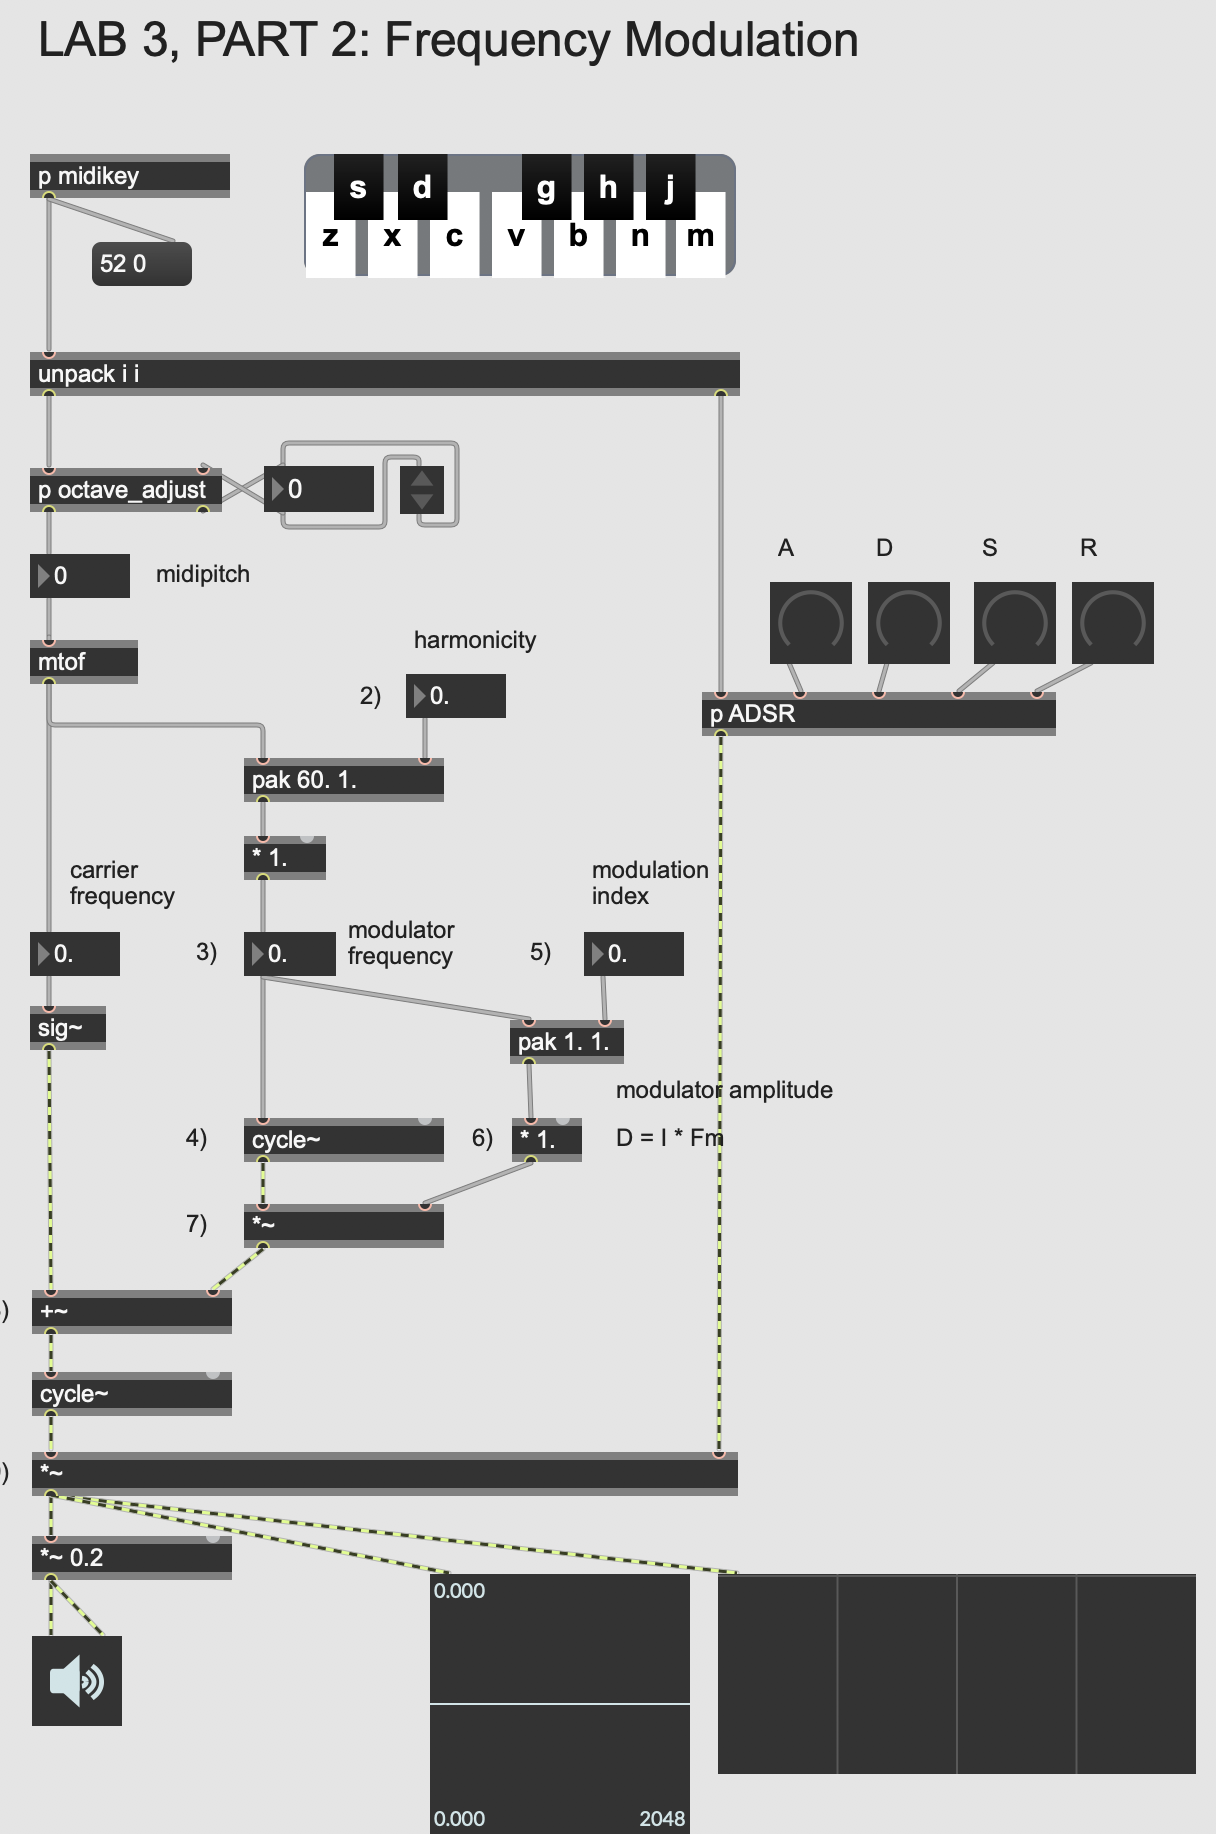 LAB 3, PART 2: Frequency Modulation
p midikey
s d g h j
z x c v b n m
52 0
unpack i i
p octave_adjust
0
0
midipitch
A D S R
mtof
harmonicity
2)
0.
p ADSR
pak 60. 1.
* 1.
carrier
frequency
modulation
index
0.
3)
0.
modulator
frequency
5)
0.
sig~
pak 1. 1.
modulator amplitude
4)
cycle~
6)
* 1.
D = I * Fm
7)
*~
)
+~
cycle~
)
*~
*~ 0.2
0.000
0.000
2048